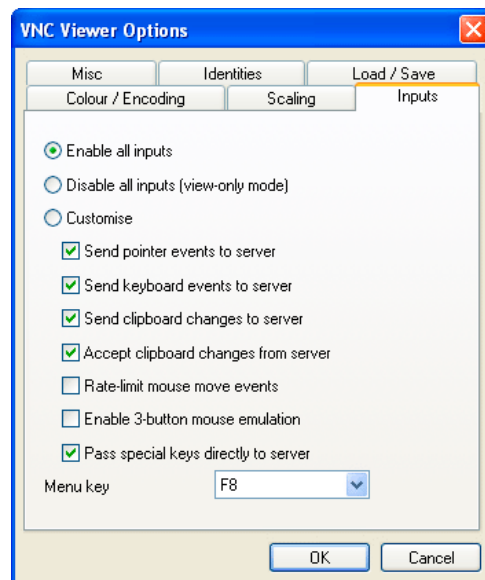 VNC Viewer Options
Misc Identities Load / Save
Colour / Encoding Scaling Inputs
Enable all inputs
Disable all inputs (view-only mode)
Customise
Send pointer events to server
Send keyboard events to server
Send clipboard changes to server
Accept clipboard changes from server
Rate-limit mouse move events
Enable 3-button mouse emulation
Pass special keys directly to server
Menu key F8
OK Cancel